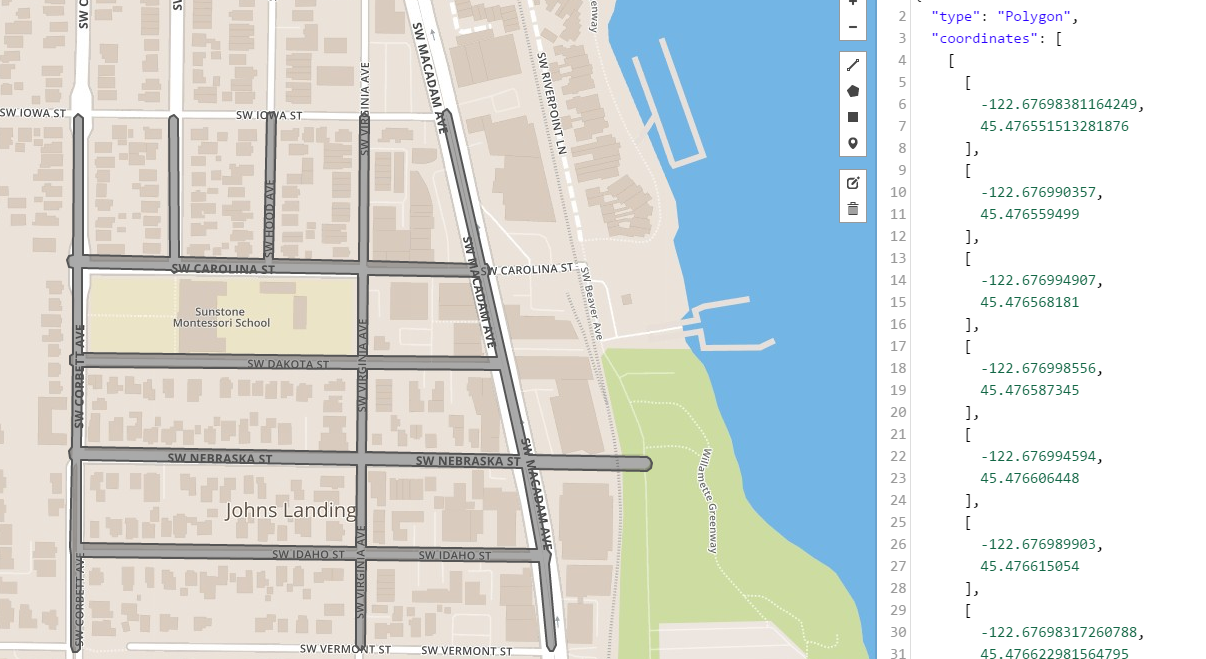 SW C
SW MACADAM AVE
SW RIVERPOINT LN
Greenway
SW IOWA ST
SW IOWA ST
SW VIRGINIA AVE
SW HOOD AVE
SW CAROLINA ST
SW CAROLINA ST
SW MACADAM AVE
SW Beaver Ave
Sunstone
Montessori School
SW CORBETT AVE
SW VIRGINIA AVE
SW DAKOTA ST
SW NEBRASKA ST
SW NEBRASKA ST
SW MACADAM AVE
Willamette Greenway
Johns Landing
SW IDAHO ST
SW IDAHO ST
SW CORBETT AVE
SW VIRGINIA AVE
SW VERMONT ST
SW VERMONT ST
+
−
2 "type": "Polygon",
3 "coordinates": [
4 [
5 [
6 -122.67698381164249,
7 45.476551513281876
8 ],
9 [
10 -122.676990357,
11 45.476559499
12 ],
13 [
14 -122.676994907,
15 45.476568181
16 ],
17 [
18 -122.676998556,
19 45.476587345
20 ],
21 [
22 -122.676994594,
23 45.476606448
24 ],
25 [
26 -122.676989903,
27 45.476615054
28 ],
29 [
30 -122.67698317260788,
31 45.476622981564795